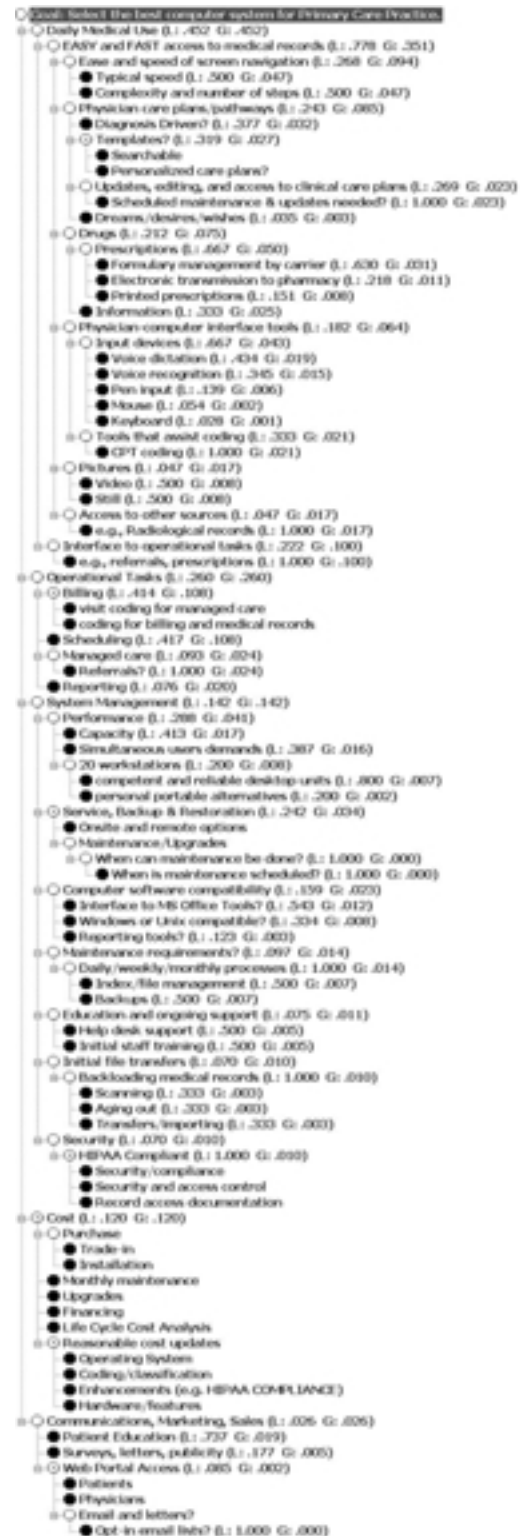 Goal: Select the best computer system for Primary Care Practice.
Daily Medical Use (L: .452 G: .452)
EASY and FAST access to medical records (L: .778 G: .351)
Ease and speed of screen navigation (L: .268 G: .094)
Typical speed (L: .500 G: .047)
Complexity and number of steps (L: .500 G: .047)
Physician care plans/pathways (L: .243 G: .085)
Diagnosis Driven? (L: .377 G: .032)
Templates? (L: .319 G: .027)
Searchable
Personalized care plans?
Updates, editing, and access to clinical care plans (L: .269 G: .023)
Scheduled maintenance & updates needed? (L: 1.000 G: .023)
Dreams/desires/wishes (L: .035 G: .003)
Drugs (L: .212 G: .075)
Prescriptions (L: .667 G: .050)
Formulary management by carrier (L: .630 G: .031)
Electronic transmission to pharmacy (L: .218 G: .011)
Printed prescriptions (L: .151 G: .008)
Information (L: .333 G: .025)
Physician-computer interface tools (L: .182 G: .064)
Input devices (L: .667 G: .043)
Voice dictation (L: .434 G: .019)
Voice recognition (L: .345 G: .015)
Pen input (L: .139 G: .006)
Mouse (L: .054 G: .002)
Keyboard (L: .028 G: .001)
Tools that assist coding (L: .333 G: .021)
CPT coding (L: 1.000 G: .021)
Pictures (L: .047 G: .017)
Video (L: .500 G: .008)
Still (L: .500 G: .008)
Access to other sources (L: .047 G: .017)
e.g., Radiological records (L: 1.000 G: .017)
Interface to operational tasks (L: .222 G: .100)
e.g., referrals, prescriptions (L: 1.000 G: .100)
Operational Tasks (L: .260 G: .260)
Billing (L: .414 G: .108)
visit coding for managed care
coding for billing and medical records
Scheduling (L: .417 G: .108)
Managed care (L: .093 G: .024)
Referrals? (L: 1.000 G: .024)
Reporting (L: .076 G: .020)
System Management (L: .142 G: .142)
Performance (L: .288 G: .041)
Capacity (L: .413 G: .017)
Simultaneous users demands (L: .387 G: .016)
20 workstations (L: .200 G: .008)
competent and reliable desktop units (L: .800 G: .007)
personal portable alternatives (L: .200 G: .002)
Service, Backup & Restoration (L: .242 G: .034)
Onsite and remote options
Maintenance/Upgrades
When can maintenance be done? (L: 1.000 G: .000)
When is maintenance scheduled? (L: 1.000 G: .000)
Computer software compatibility (L: .159 G: .023)
Interface to MS Office Tools? (L: .543 G: .012)
Windows or Unix compatible? (L: .334 G: .008)
Reporting tools? (L: .123 G: .003)
Maintenance requirements? (L: .097 G: .014)
Daily/weekly/monthly processes (L: 1.000 G: .014)
Index/file management (L: .500 G: .007)
Backups (L: .500 G: .007)
Education and ongoing support (L: .075 G: .011)
Help desk support (L: .500 G: .005)
Initial staff training (L: .500 G: .005)
Initial file transfers (L: .070 G: .010)
Backloading medical records (L: 1.000 G: .010)
Scanning (L: .333 G: .003)
Aging out (L: .333 G: .003)
Transfers/importing (L: .333 G: .003)
Security (L: .070 G: .010)
HIPAA Compliant (L: 1.000 G: .010)
Security/compliance
Security and access control
Record access documentation
Cost (L: .120 G: .120)
Purchase
Trade-in
Installation
Monthly maintenance
Upgrades
Financing
Life Cycle Cost Analysis
Reasonable cost updates
Operating System
Coding/classification
Enhancements (e.g. HIPAA COMPLIANCE)
Hardware/features
Communications, Marketing, Sales (L: .026 G: .026)
Patient Education (L: .737 G: .019)
Surveys, letters, publicity (L: .177 G: .005)
Web Portal Access (L: .085 G: .002)
Patients
Physicians
Email and letters?
Opt-in email lists? (L: 1.000 G: .000)